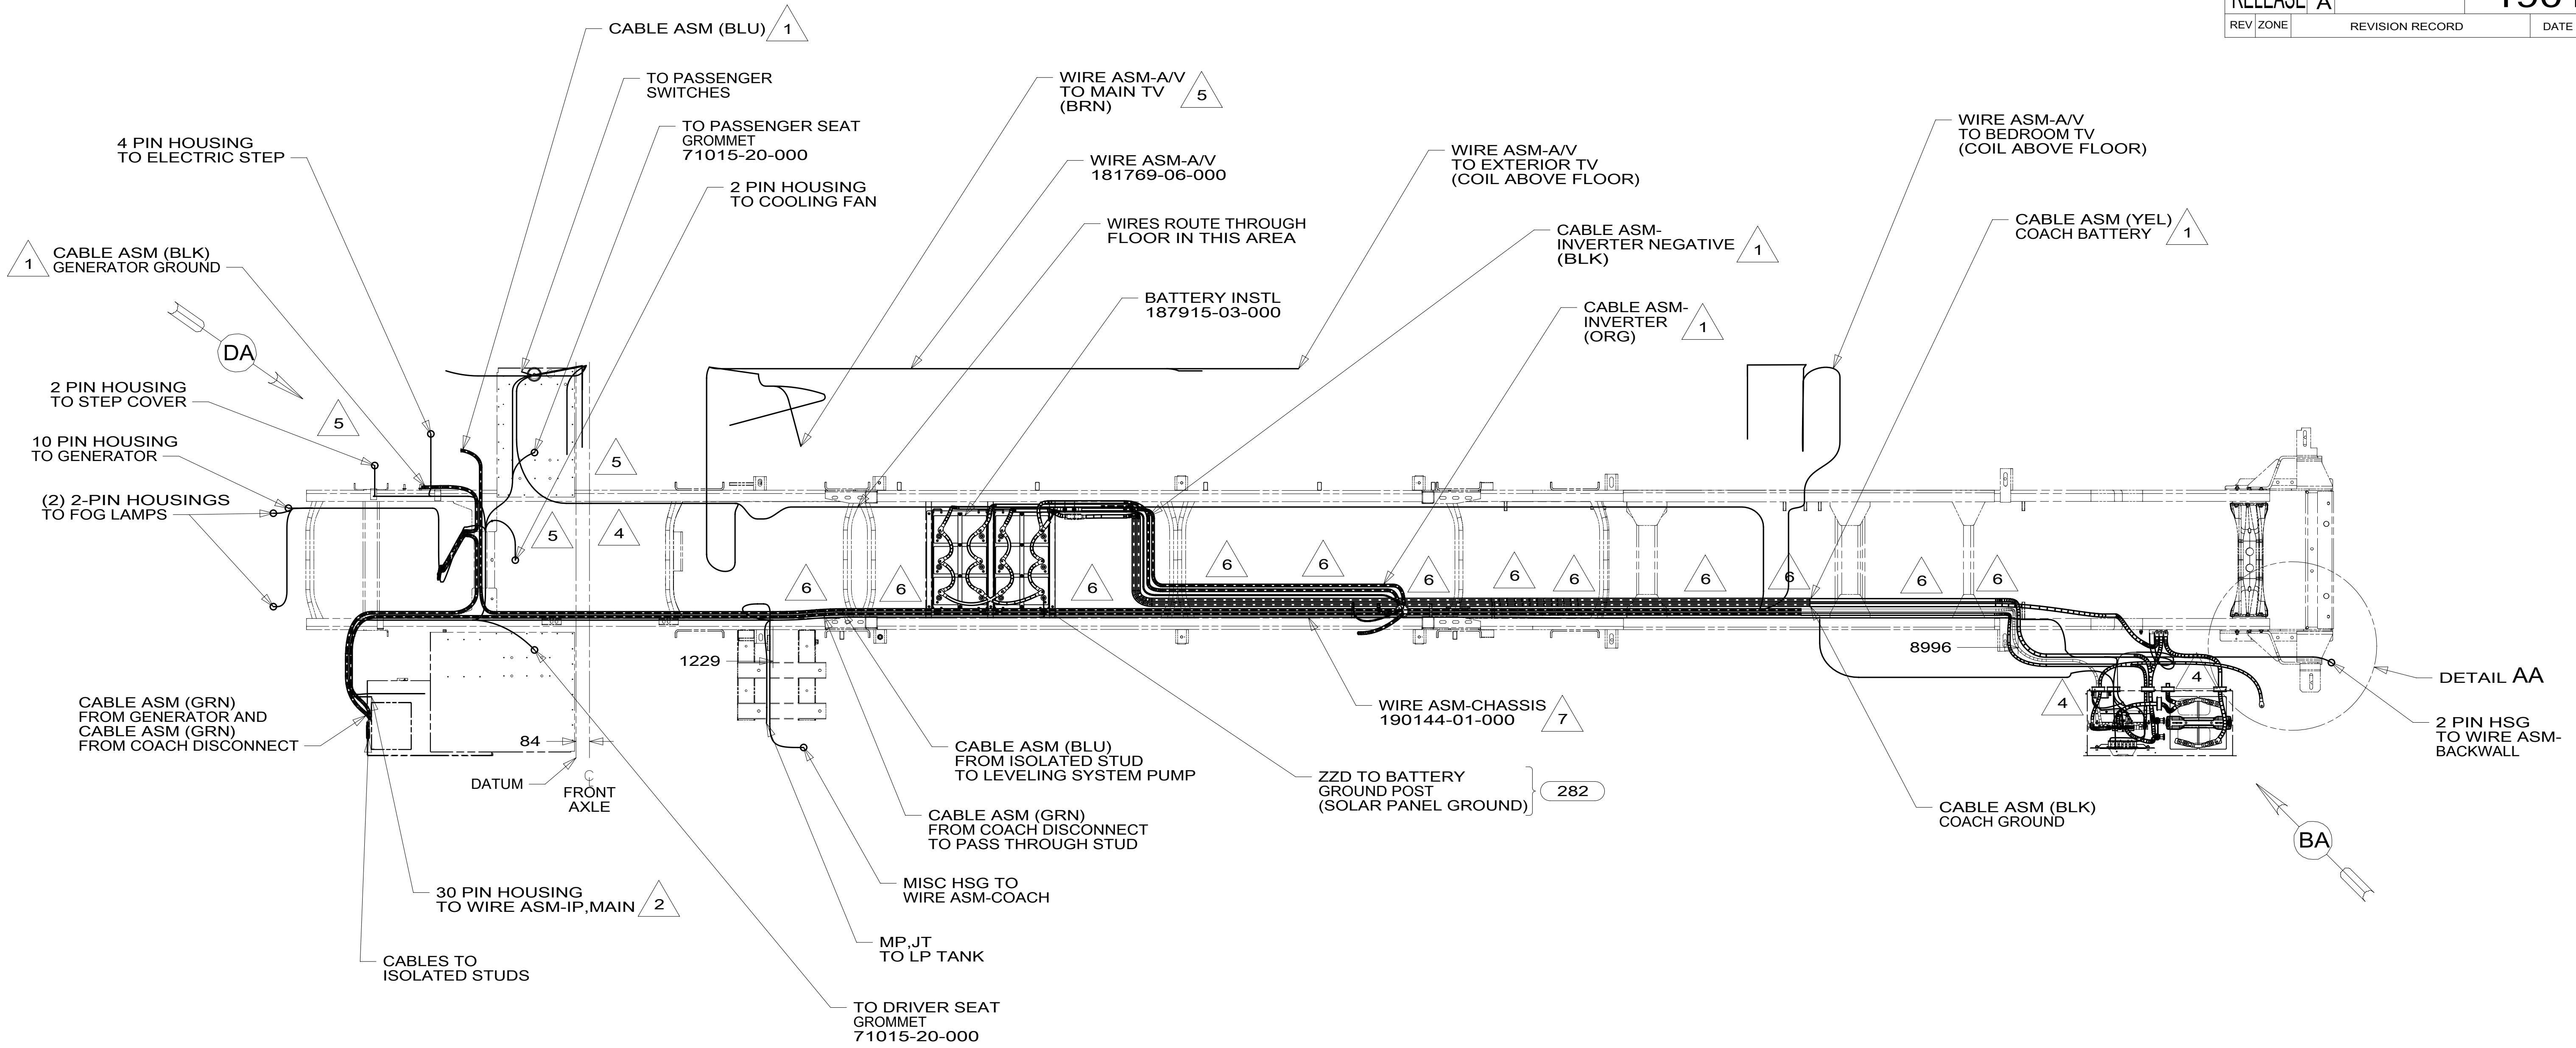 RELEASE A
REV ZONE REVISION RECORD DATE
CABLE ASM (BLU) 1
TO PASSENGER
SWITCHES
TO PASSENGER SEAT
GROMMET
71015-20-000
2 PIN HOUSING
TO COOLING FAN
4 PIN HOUSING
TO ELECTRIC STEP
1 CABLE ASM (BLK)
GENERATOR GROUND
DA
2 PIN HOUSING
TO STEP COVER
10 PIN HOUSING
TO GENERATOR
(2) 2-PIN HOUSINGS
TO FOG LAMPS
WIRE ASM-A/V
TO MAIN TV
(BRN)
5
WIRE ASM-A/V
181769-06-000
WIRES ROUTE THROUGH
FLOOR IN THIS AREA
BATTERY INSTL
187915-03-000
WIRE ASM-A/V
TO EXTERIOR TV
(COIL ABOVE FLOOR)
CABLE ASM-
INVERTER NEGATIVE
(BLK)
1
CABLE ASM-
INVERTER
(ORG)
1
WIRE ASM-A/V
TO BEDROOM TV
(COIL ABOVE FLOOR)
CABLE ASM (YEL)
COACH BATTERY
1
5
5
5
4
6
6
6
6
6
6
6
6
6
6
6
6
1229
8996
4
4
84
DATUM
C
L
FRONT
AXLE
CABLE ASM (GRN)
FROM GENERATOR AND
CABLE ASM (GRN)
FROM COACH DISCONNECT
30 PIN HOUSING
TO WIRE ASM-IP,MAIN
2
CABLES TO
ISOLATED STUDS
CABLE ASM (BLU)
FROM ISOLATED STUD
TO LEVELING SYSTEM PUMP
CABLE ASM (GRN)
FROM COACH DISCONNECT
TO PASS THROUGH STUD
MISC HSG TO
WIRE ASM-COACH
MP,JT
TO LP TANK
TO DRIVER SEAT
GROMMET
71015-20-000
WIRE ASM-CHASSIS
190144-01-000
7
ZZD TO BATTERY
GROUND POST
(SOLAR PANEL GROUND)
282
CABLE ASM (BLK)
COACH GROUND
DETAIL AA
2 PIN HSG
TO WIRE ASM-
BACKWALL
BA